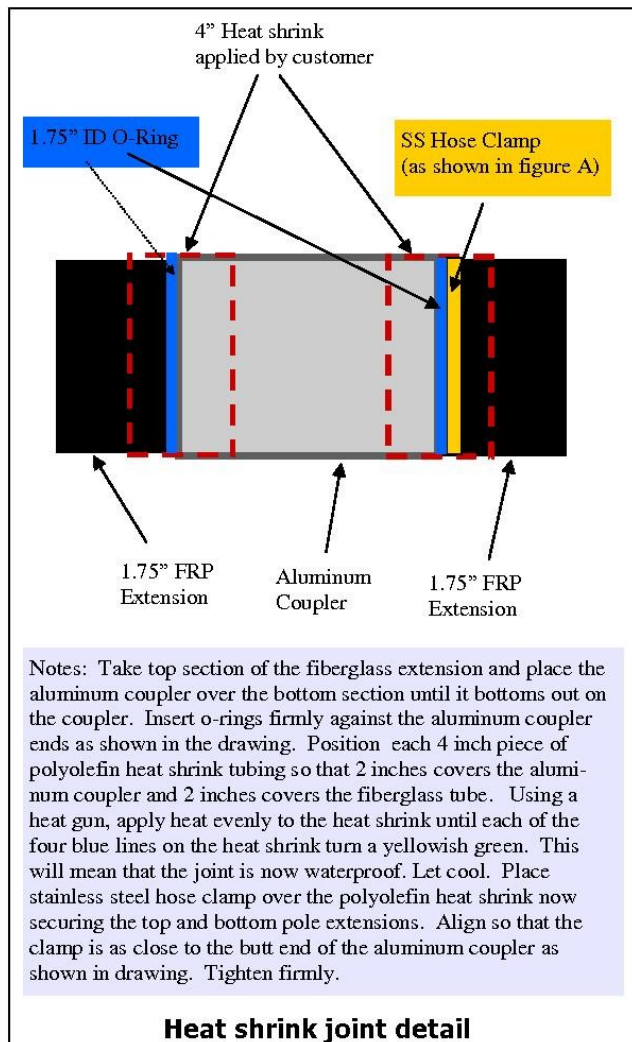 4” Heat shrink
applied by customer
1.75” ID O-Ring
SS Hose Clamp
(as shown in figure A)
1.75” FRP
Extension
Aluminum
Coupler
1.75” FRP
Extension
Notes:  Take top section of the fiberglass extension and place the
aluminum coupler over the bottom section until it bottoms out on
the coupler.  Insert o-rings firmly against the aluminum coupler
ends as shown in the drawing.  Position  each 4 inch piece of
polyolefin heat shrink tubing so that 2 inches covers the alumi-
num coupler and 2 inches covers the fiberglass tube.   Using a
heat gun, apply heat evenly to the heat shrink until each of the
four blue lines on the heat shrink turn a yellowish green.  This
will mean that the joint is now waterproof. Let cool.  Place
stainless steel hose clamp over the polyolefin heat shrink now
securing the top and bottom pole extensions.  Align so that the
clamp is as close to the butt end of the aluminum coupler as
shown in drawing.  Tighten firmly.
Heat shrink joint detail